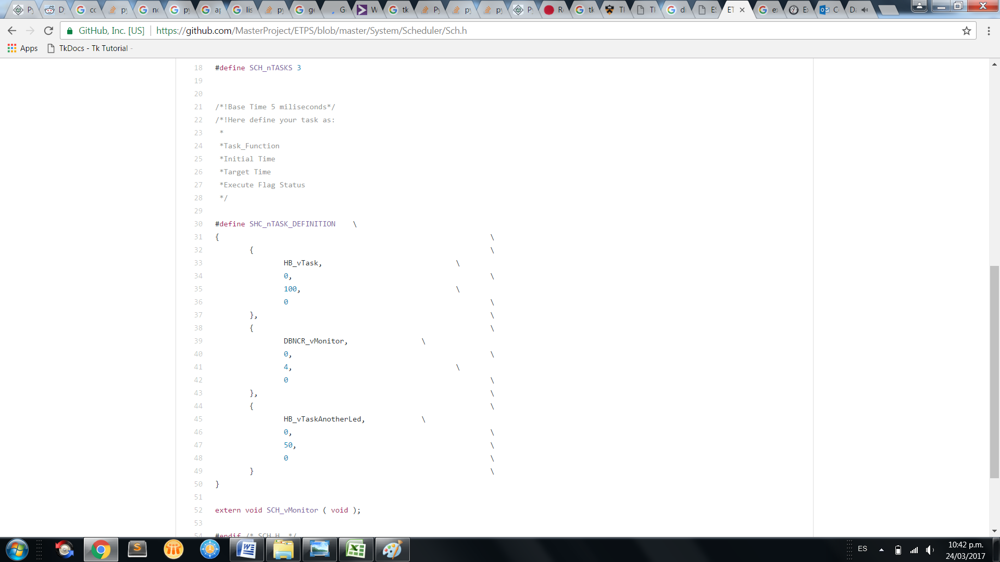 Py
D
co
py
no
py
ap
lis
py
ge
G
W
tk
Py
py
py
Py
R
tk
Tl
Tl
di
ES
ET
ex
Ex
C
Da
GitHub, Inc. [US] https://github.com/MasterProject/ETPS/blob/master/System/Scheduler/Sch.h
Apps TkDocs - Tk Tutorial -
18 #define SCH_nTASKS 3
19
20
21 /*!Base Time 5 miliseconds*/
22 /*!Here define your task as:
23 *
24 *Task_Function
25 *Initial Time
26 *Target Time
27 *Execute Flag Status
28 */
29
30 #define SHC_nTASK_DEFINITION \
31 { \
32 { \
33 HB_vTask, \
34 0, \
35 100, \
36 0 \
37 }, \
38 { \
39 DBNCR_vMonitor, \
40 0, \
41 4, \
42 0 \
43 }, \
44 { \
45 HB_vTaskAnotherLed, \
46 0, \
47 50, \
48 0 \
49 } \
50 }
51
52 extern void SCH_vMonitor ( void );
53
54 #endif /* SCH_H_ */
ES
10:42 p.m.
24/03/2017